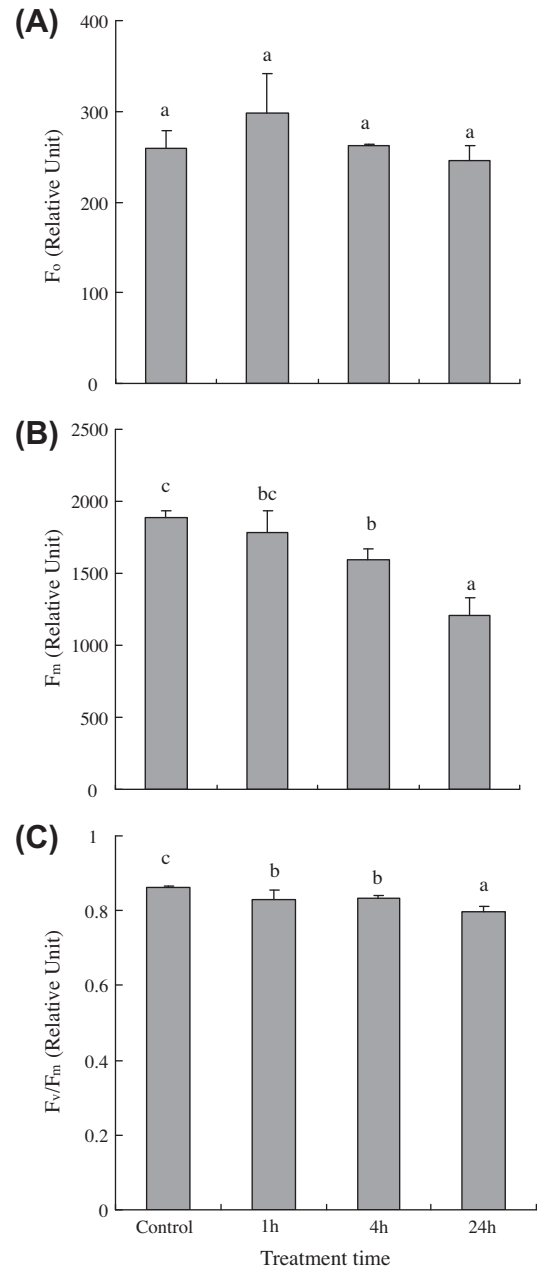 (A)
400
300
200
100
0
Fₒ (Relative Unit)
a
a
a
a
(B)
2500
2000
1500
1000
500
0
Fₘ (Relative Unit)
c
bc
b
a
(C)
1
0.8
0.6
0.4
0.2
0
Fᵥ/Fₘ (Relative Unit)
c
b
b
a
Control 1h 4h 24h
Treatment time